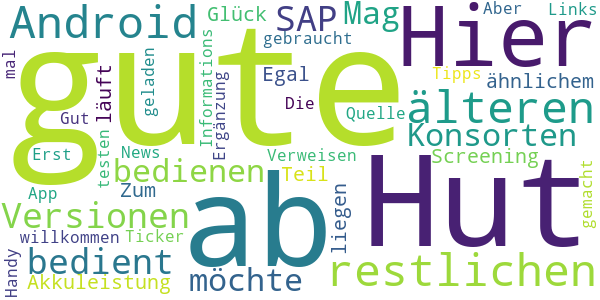 Android
Glück
SAP
Mag
Hier
Aber
Links
gebraucht
mal
gute
läuft
geladen
Informations
Ergänzung
Egal
Tipps
ähnlichem
Die
Quelle
älteren
Gut
Konsorten
Erst
testen
News
Verweisen
Screening
App
bedienen
Teil
Zum
gemacht
Versionen
ab
Hut
willkommen
Ticker
liegen
Handy
bedient
Akkuleistung
möchte
restlichen